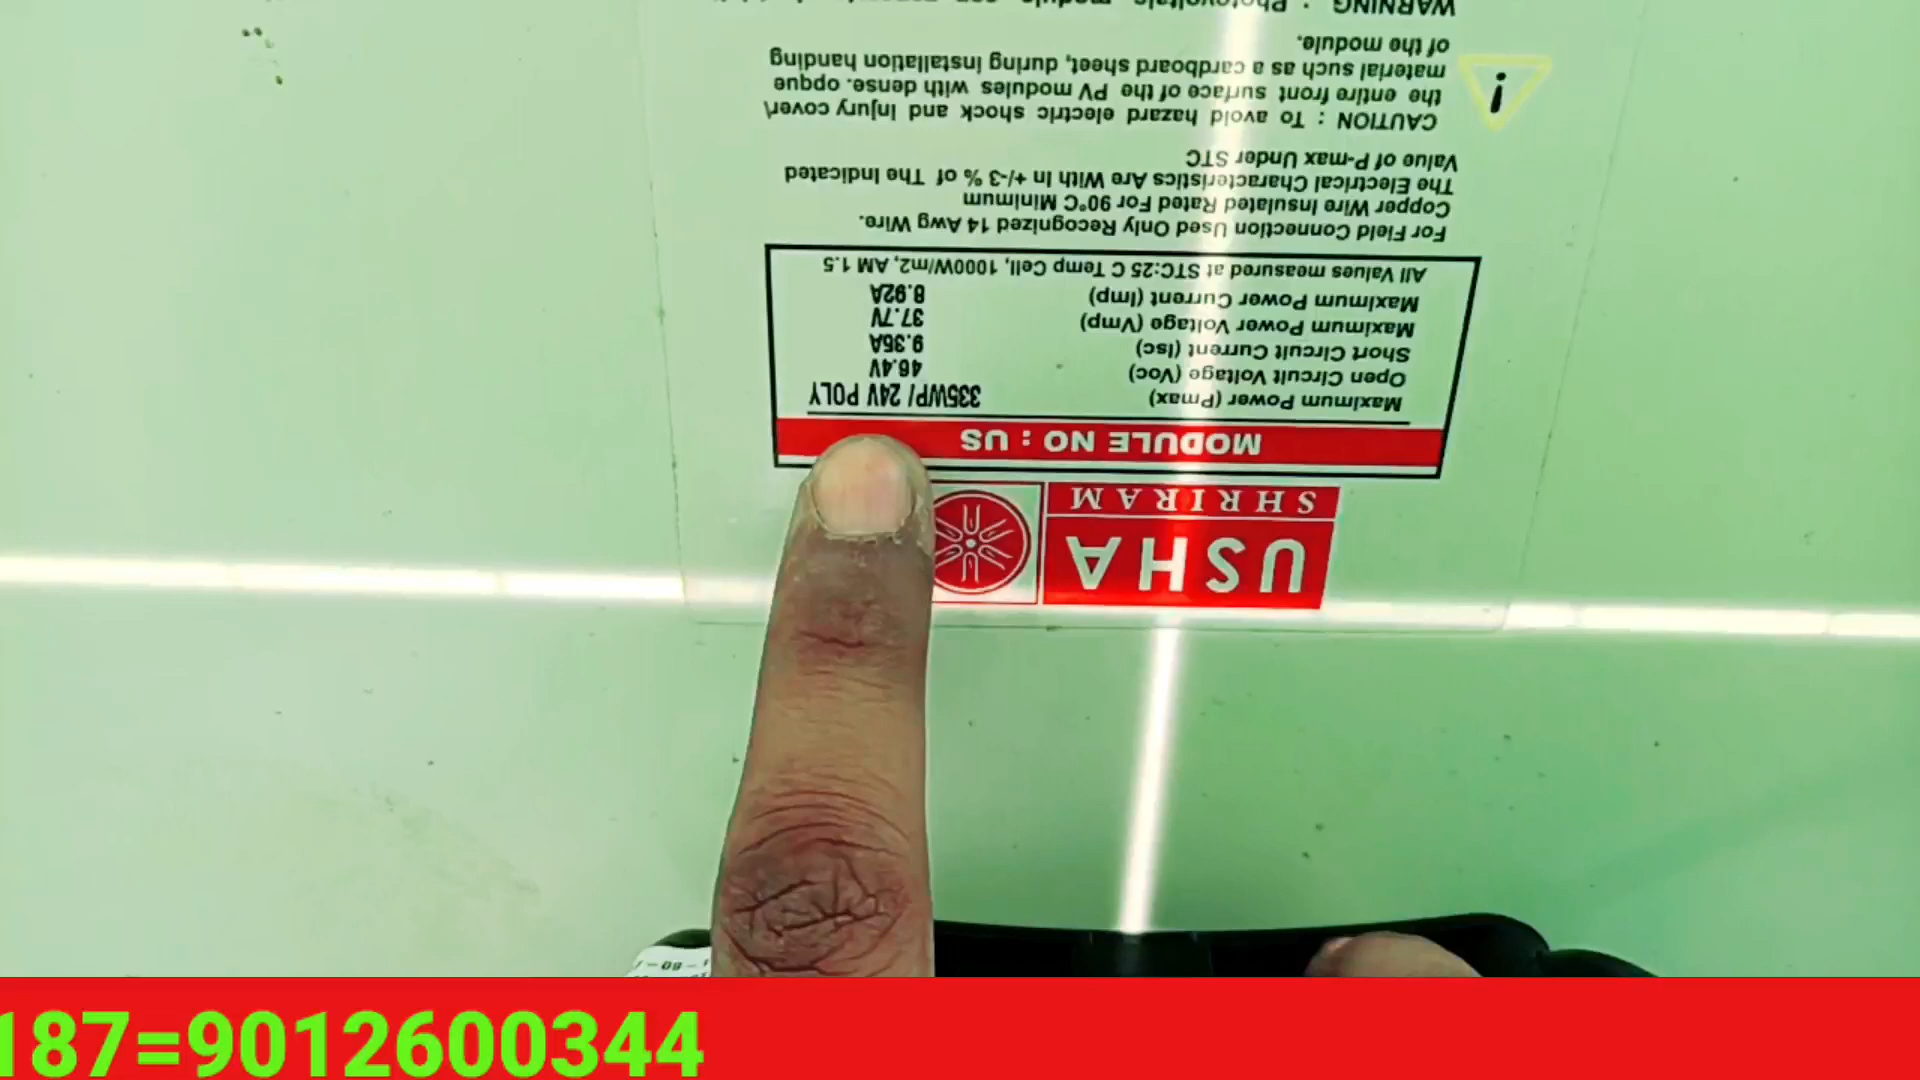 USHA
SHRIRAM
MODULE NO : US
Maximum Power (Pmax) 335WP/ 24V POLY
Open Circuit Voltage (Voc) 46.4V
Short Circuit Current (Isc) 9.36A
Maximum Power Voltage (Vmp) 37.7V
Maximum Power Current (Imp) 8.92A
All Values measured at STC:25 C Temp Cell, 1000W/m2, AM 1.5
For Field Connection Used Only Recognized 14 Awg Wire.
Copper Wire Insulated Rated For 90°C Minimum
The Electrical Characteristics Are With In +/-3 % of The Indicated
Value of P-max Under STC
CAUTION : To avoid hazard electric shock and Injury cover/
the entire front surface of the PV modules with dense. opque
material such as a cardboard sheet, during installation handing
of the module.
WARNING : module
187=9012600344